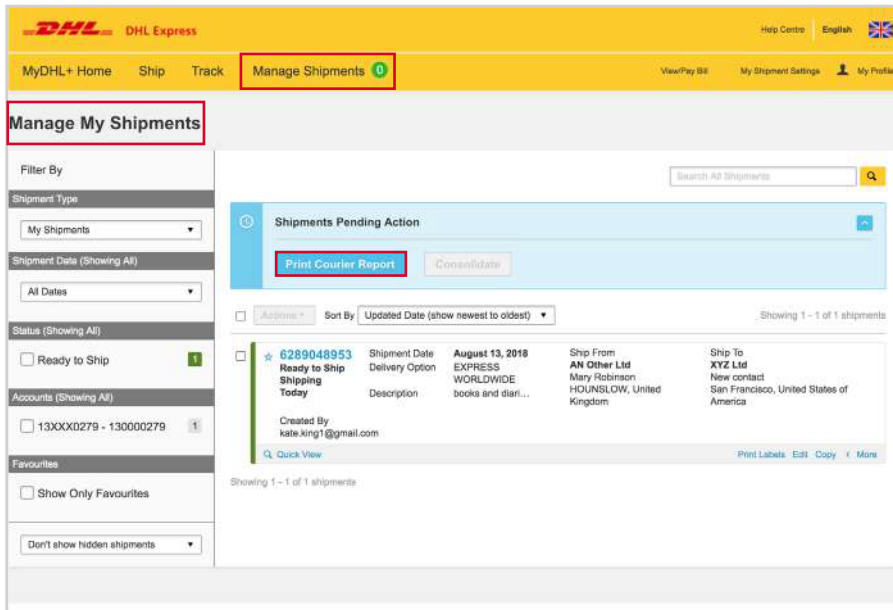 DHL DHL Express
Help Centre English
MyDHL+ Home Ship Track Manage Shipments 0 View/Pay Bill My Shipment Settings My Profile
Manage My Shipments
Filter By
Search All Shipments
Shipment Type
My Shipments
Shipments Pending Action
Shipment Date (Showing All)
Print Courier Report Consolidate
All Dates
Actions Sort By Updated Date (show newest to oldest) Showing 1 - 1 of 1 shipments
Status (Showing All)
Ready to Ship 1
Accounts (Showing All)
13XXX0279 - 130000279 1
Favourites
Show Only Favourites
Don't show hidden shipments
6289048953 Shipment Date August 13, 2018 Ship From Ship To
Ready to Ship Delivery Option EXPRESS AN Other Ltd XYZ Ltd
Shipping WORLDWIDE Mary Robinson New contact
Today Description books and diari... HOUNSLOW, United San Francisco, United States of
Kingdom America
Created By
kate.king1@gmail.com
Quick View Print Labels Edit Copy More
Showing 1 - 1 of 1 shipments